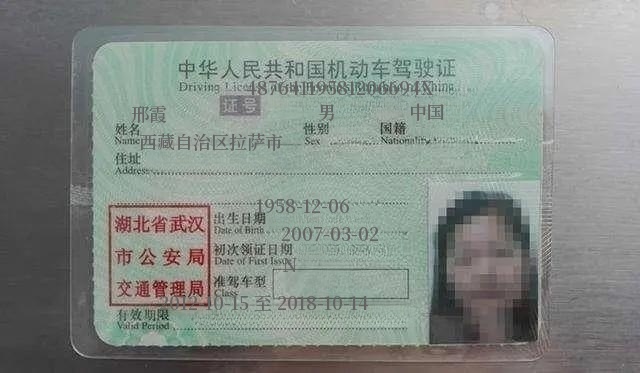 中华人民共和国机动车驾驶证
Driving License of the People's Republic of China
证号 48764119581206694X
邢霞 男 中国
姓名 性别 国籍
Name Sex Nationality
西藏自治区拉萨市
住址
Address
1958-12-06
出生日期
Date of Birth
2007-03-02
初次领证日期
Date of First Issue
N
准驾车型
Class
湖北省武汉
市公安局
交通管理局
2012-10-15 至 2018-10-14
有效期限
Valid Period